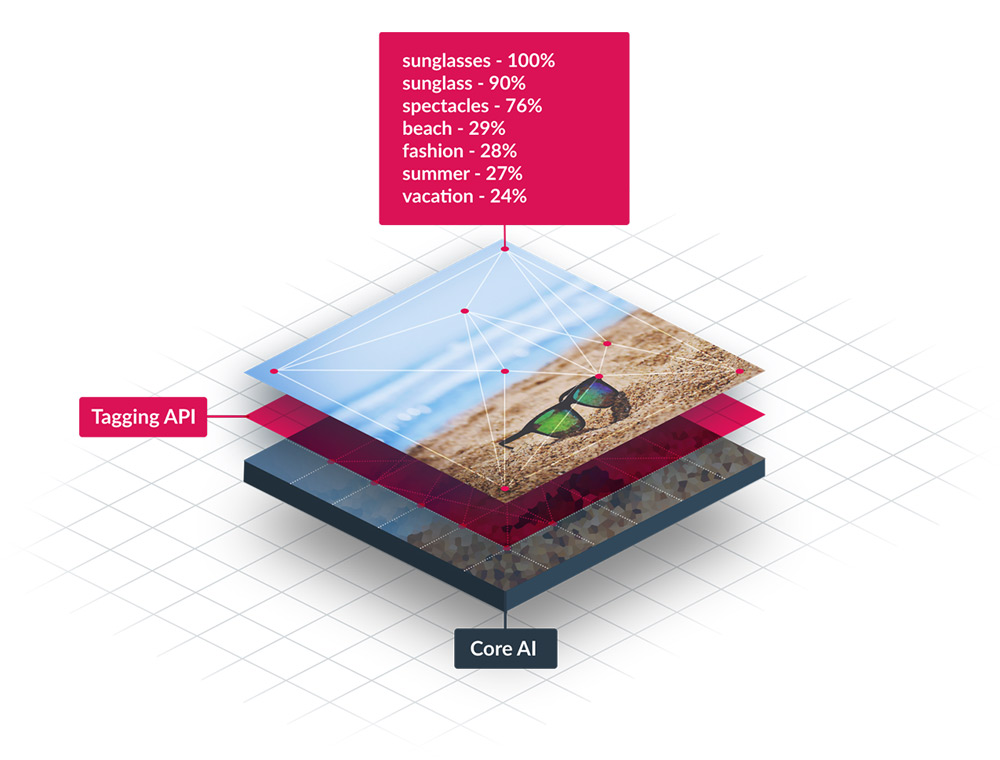 sunglasses - 100%
sunglass - 90%
spectacles - 76%
beach - 29%
fashion - 28%
summer - 27%
vacation - 24%
Tagging API
Core AI